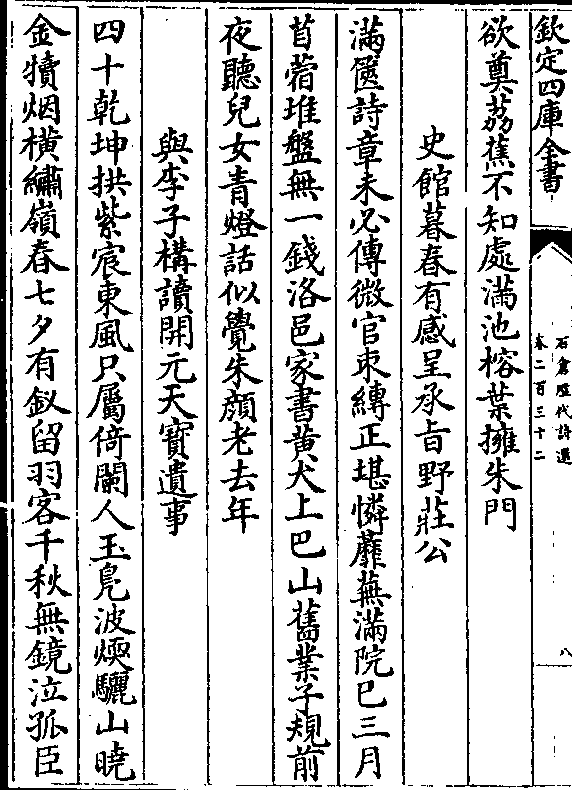 欽定四庫全書
石倉歷代詩選
卷二百三十二
八
欲奠荔蕉不知處滿池榕葉擁朱門
史館暮春有感呈承旨野莊公
滿篋詩章未必傳微官束縛正堪憐蘼蕪滿院已三月
苜蓿堆盤無一錢洛邑家書黄犬上巴山舊業子規前
夜聽兒女青燈話似覺朱顔老去年
與李子構讀開元天寶遺事
四十乾坤拱紫宸東風只屬倚闌人玉鳬波煗驪山曉
金犢烟横繡嶺春七夕有釵留羽客千秋無鏡泣孤臣